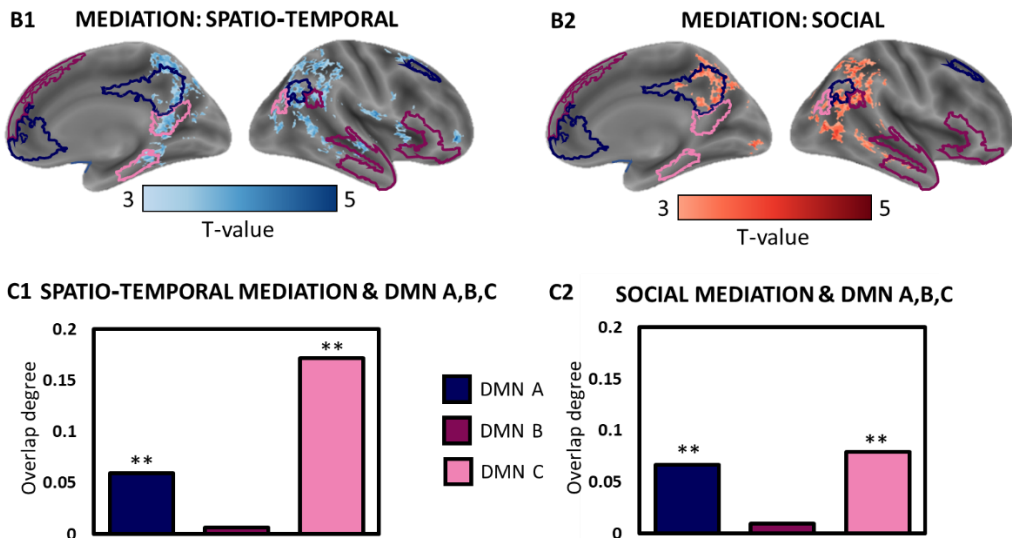 B1 MEDIATION: SPATIO-TEMPORAL
B2 MEDIATION: SOCIAL
3 5
T-value
3 5
T-value
C1 SPATIO-TEMPORAL MEDIATION & DMN A,B,C
C2 SOCIAL MEDIATION & DMN A,B,C
Overlap degree
0.2
0.15
0.1
0.05
0
**
**
DMN A
DMN B
DMN C
Overlap degree
0.2
0.15
0.1
0.05
0
**
**